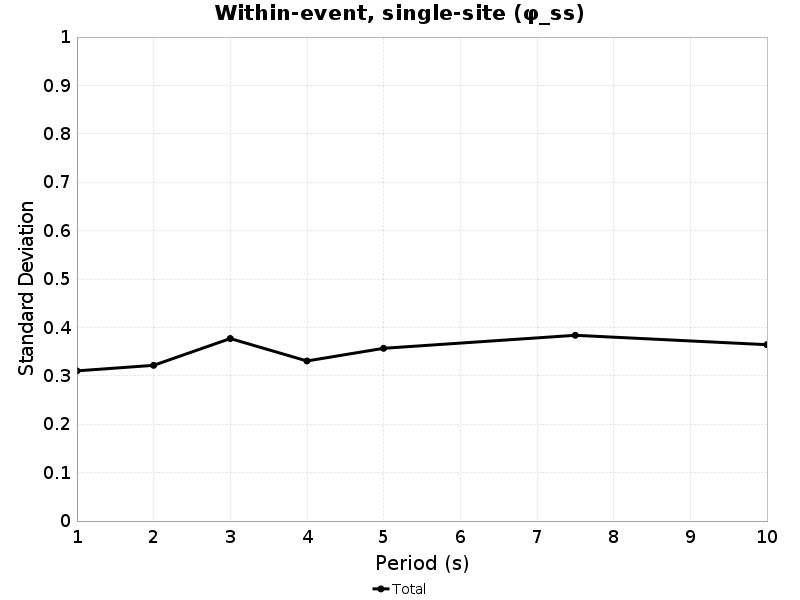 Within-event, single-site (φ_ss)
1
0.9
0.8
0.7
0.6
0.5
0.4
0.3
0.2
0.1
0
Standard Deviation
1 2 3 4 5 6 7 8 9 10
Period (s)
Total